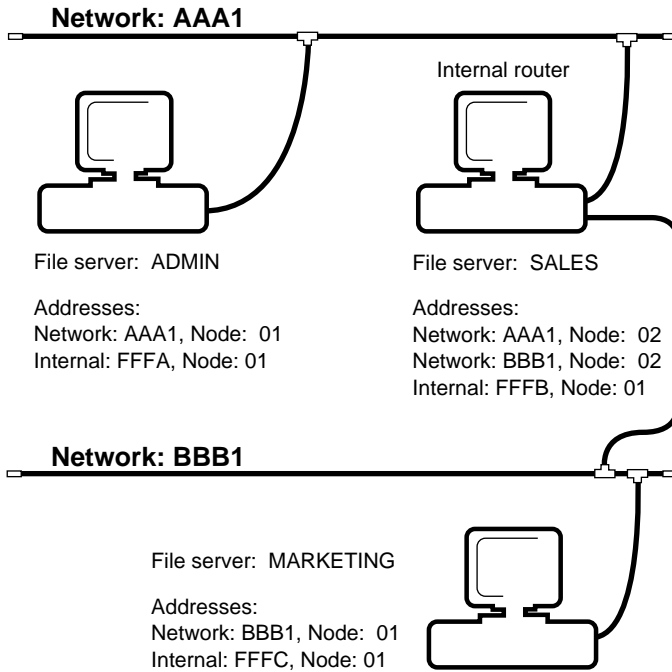 Network: AAA1
Internal router
File server: ADMIN
Addresses:
Network: AAA1, Node: 01
Internal: FFFA, Node: 01
File server: SALES
Addresses:
Network: AAA1, Node: 02
Network: BBB1, Node: 02
Internal: FFFB, Node: 01
Network: BBB1
File server: MARKETING
Addresses:
Network: BBB1, Node: 01
Internal: FFFC, Node: 01